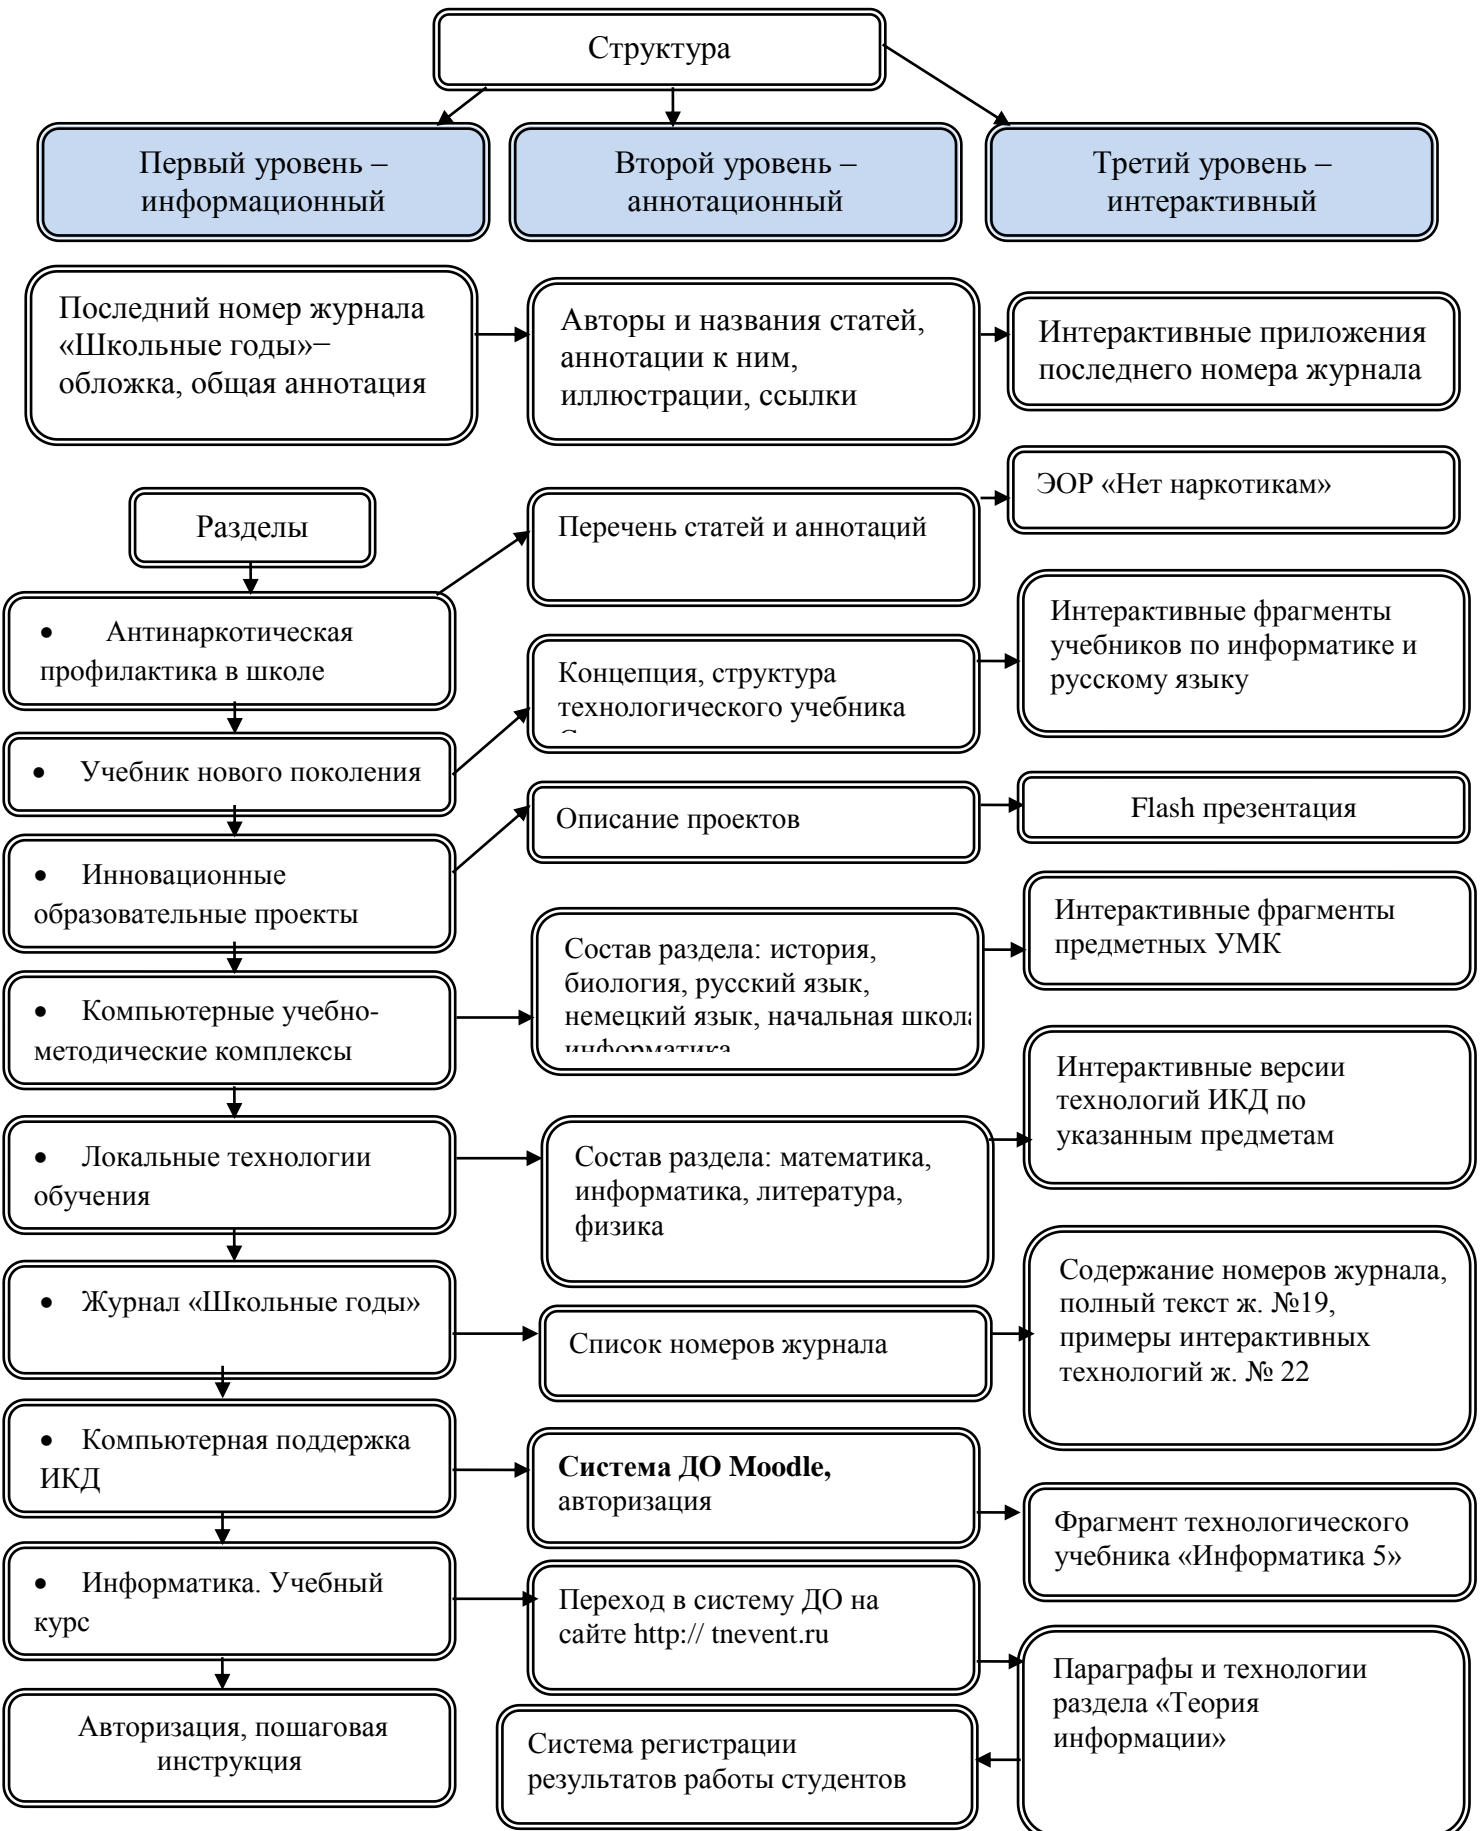 Структура
Первый уровень –
информационный
Второй уровень –
аннотационный
Третий уровень –
интерактивный
Последний номер журнала
«Школьные годы»−
обложка, общая аннотация
Авторы и названия статей,
аннотации к ним,
иллюстрации, ссылки
Интерактивные приложения
последнего номера журнала
Разделы
Перечень статей и аннотаций
ЭОР «Нет наркотикам»
• Антинаркотическая
профилактика в школе
Концепция, структура
технологического учебника
Интерактивные фрагменты
учебников по информатике и
русскому языку
• Учебник нового поколения
Описание проектов
Flash презентация
• Инновационные
образовательные проекты
Состав раздела: история,
биология, русский язык,
немецкий язык, начальная школа
информатика
Интерактивные фрагменты
предметных УМК
• Компьютерные учебно-
методические комплексы
Интерактивные версии
технологий ИКД по
указанным предметам
• Локальные технологии
обучения
Состав раздела: математика,
информатика, литература,
физика
• Журнал «Школьные годы»
Список номеров журнала
Содержание номеров журнала,
полный текст ж. №19,
примеры интерактивных
технологий ж. № 22
• Компьютерная поддержка
ИКД
Система ДО Moodle,
авторизация
Фрагмент технологического
учебника «Информатика 5»
• Информатика. Учебный
курс
Переход в систему ДО на
сайте http:// tnevent.ru
Параграфы и технологии
раздела «Теория
информации»
Авторизация, пошаговая
инструкция
Система регистрации
результатов работы студентов